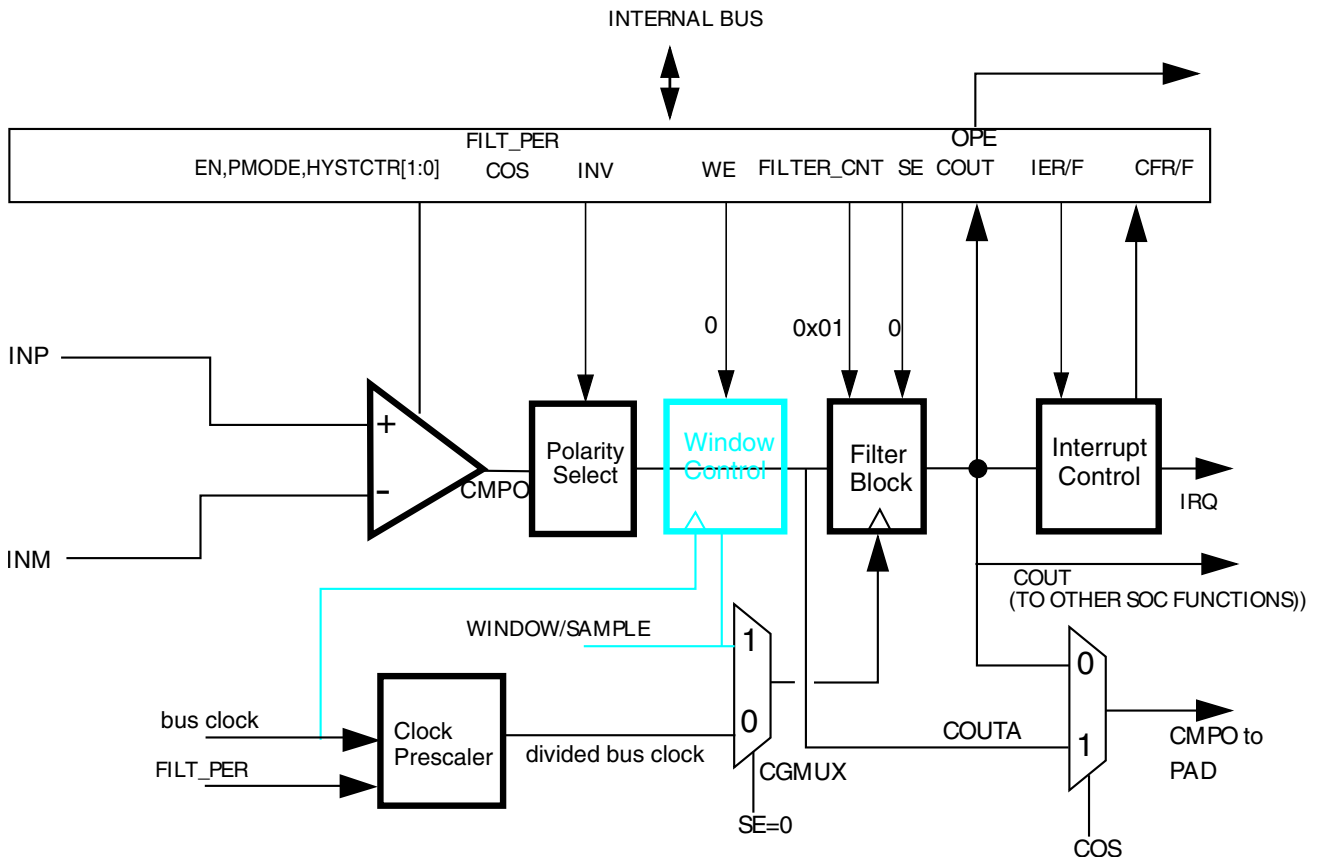 INTERNAL BUS
FILT_PER
OPE
EN,PMODE,HYSTCTR[1:0]
COS
INV
WE
FILTER_CNT
SE
COUT
IER/F
CFR/F
0
0x01
0
INP
+
Polarity
Select
Window
Control
Filter
Block
Interrupt
Control
-
CMPO
IRQ
INM
COUT
(TO OTHER SOC FUNCTIONS))
WINDOW/SAMPLE
1
0
bus clock
Clock
Prescaler
0
divided bus clock
COUTA
1
CMPO to
PAD
FILT_PER
CGMUX
SE=0
COS